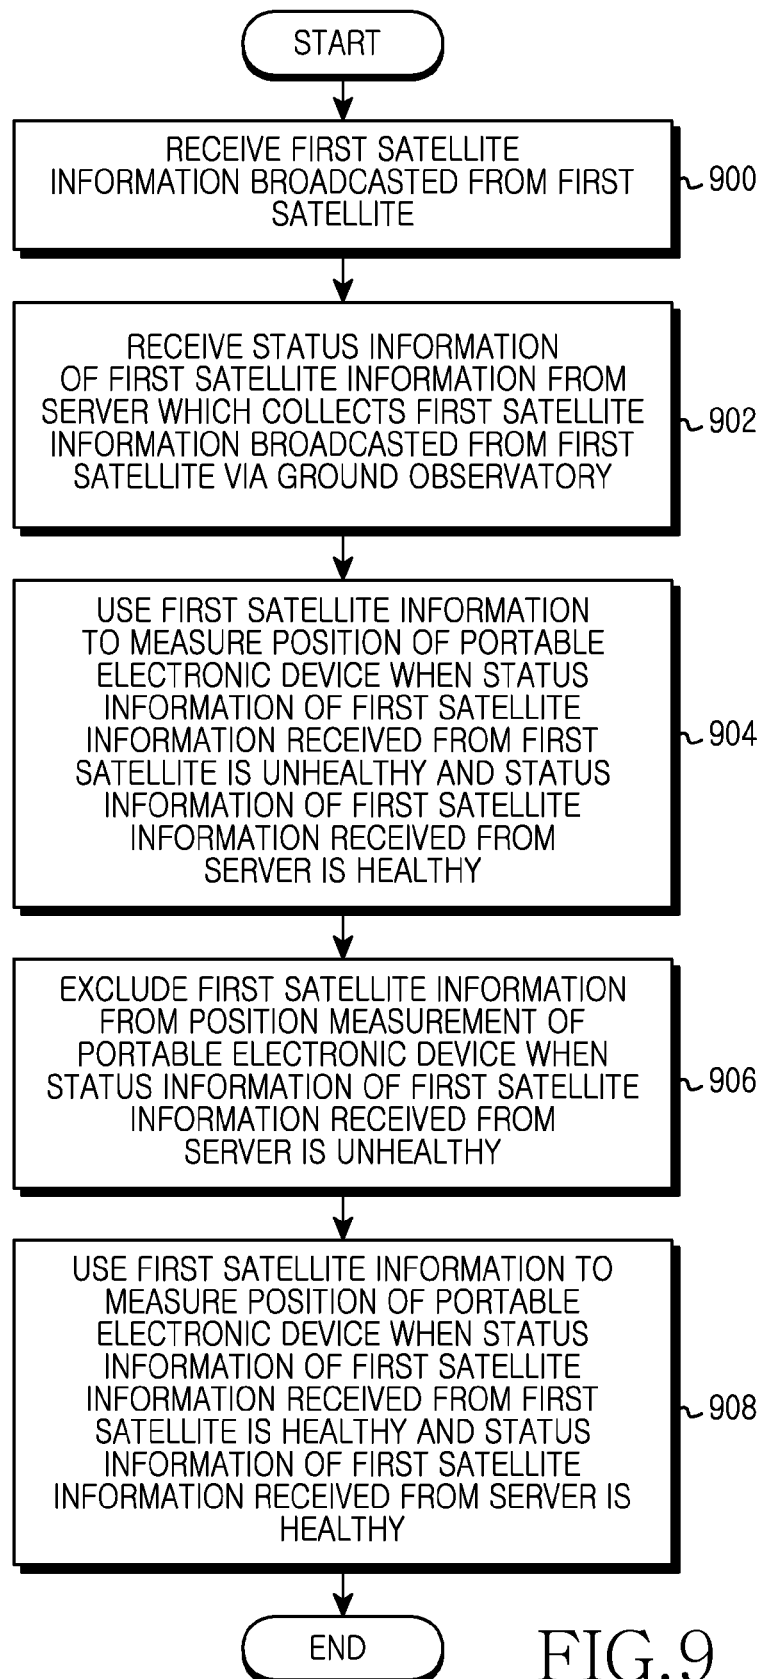 START
RECEIVE FIRST SATELLITE
INFORMATION BROADCASTED FROM FIRST
SATELLITE
900
RECEIVE STATUS INFORMATION
OF FIRST SATELLITE INFORMATION FROM
SERVER WHICH COLLECTS FIRST SATELLITE
INFORMATION BROADCASTED FROM FIRST
SATELLITE VIA GROUND OBSERVATORY
902
USE FIRST SATELLITE INFORMATION
TO MEASURE POSITION OF PORTABLE
ELECTRONIC DEVICE WHEN STATUS
INFORMATION OF FIRST SATELLITE
INFORMATION RECEIVED FROM FIRST
SATELLITE IS UNHEALTHY AND STATUS
INFORMATION OF FIRST SATELLITE
INFORMATION RECEIVED FROM
SERVER IS HEALTHY
904
EXCLUDE FIRST SATELLITE INFORMATION
FROM POSITION MEASUREMENT OF
PORTABLE ELECTRONIC DEVICE WHEN
STATUS INFORMATION OF FIRST SATELLITE
INFORMATION RECEIVED FROM
SERVER IS UNHEALTHY
906
USE FIRST SATELLITE INFORMATION TO
MEASURE POSITION OF PORTABLE
ELECTRONIC DEVICE WHEN STATUS
INFORMATION OF FIRST SATELLITE
INFORMATION RECEIVED FROM FIRST
SATELLITE IS HEALTHY AND STATUS
INFORMATION OF FIRST SATELLITE
INFORMATION RECEIVED FROM SERVER IS
HEALTHY
908
END
FIG.9